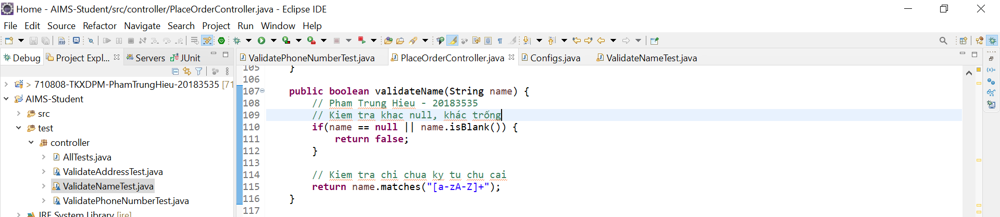 Home - AIMS-Student/src/controller/PlaceOrderController.java - Eclipse IDE
File Edit Source Refactor Navigate Search Project Run Window Help
Debug Project Expl... Servers JUnit
> 710808-TKXDPM-PhamTrungHieu-20183535 [71
AIMS-Student
src
test
controller
AllTests.java
ValidateAddressTest.java
ValidateNameTest.java
ValidatePhoneNumberTest.java
JRE System Library [jre]
ValidatePhoneNumberTest.java PlaceOrderController.java Configs.java ValidateNameTest.java
105 }
106
107 public boolean validateName(String name) {
108 // Pham Trung Hieu - 20183535
109 // Kiem tra khac null, khác trống
110 if(name == null || name.isBlank()) {
111 return false;
112 }
113
114 // Kiem tra chi chua ky tu chu cai
115 return name.matches("[a-zA-Z]+");
116 }
117